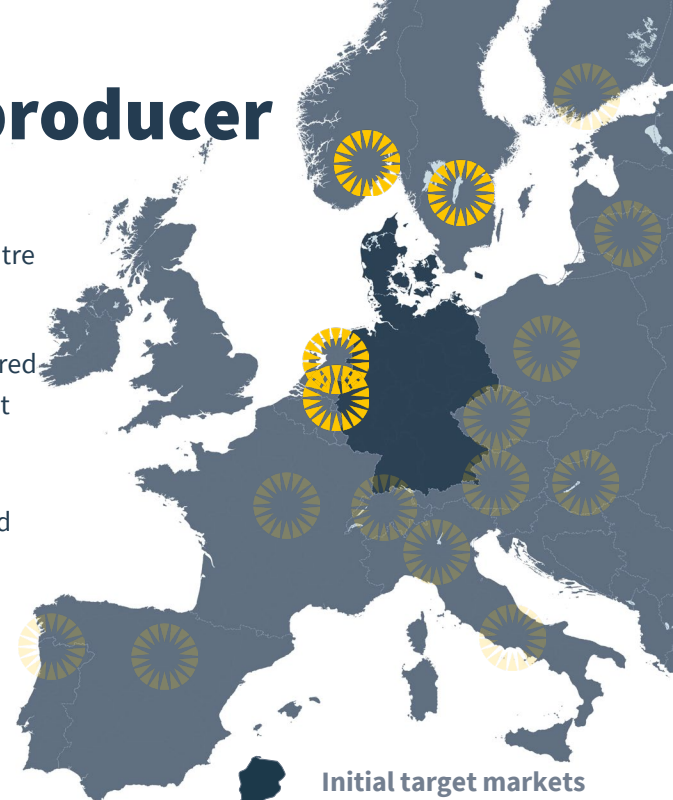 producer
tre
red
t
d
Initial target markets